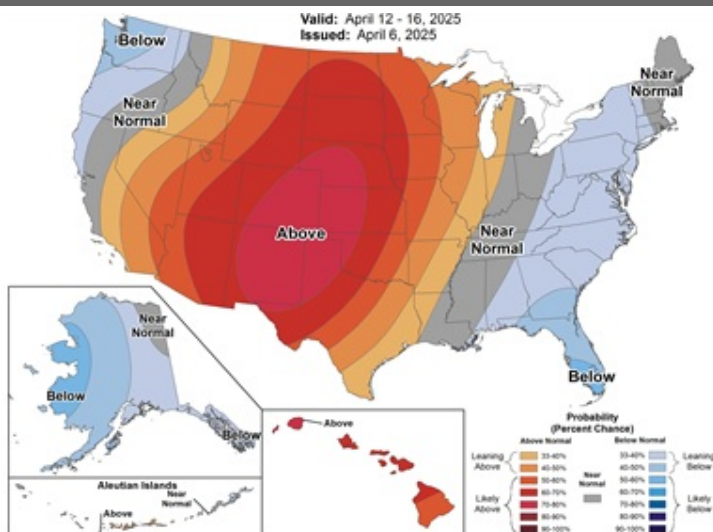 Valid: April 12 - 16, 2025
Issued: April 6, 2025
Below
Near
Normal
Near
Normal
Above
Near
Normal
Below
Near
Normal
Below
Below
Above
Aleutian Islands
Near
Normal
Above
Probability
(Percent Chance)
Above Normal
Below Normal
Leaning
Above
33-40%
40-50%
50-60%
60-70%
70-80%
80-90%
90-100%
Likely
Above
Near
Normal
33-40%
40-50%
50-60%
60-70%
70-80%
80-90%
90-100%
Leaning
Below
Likely
Below